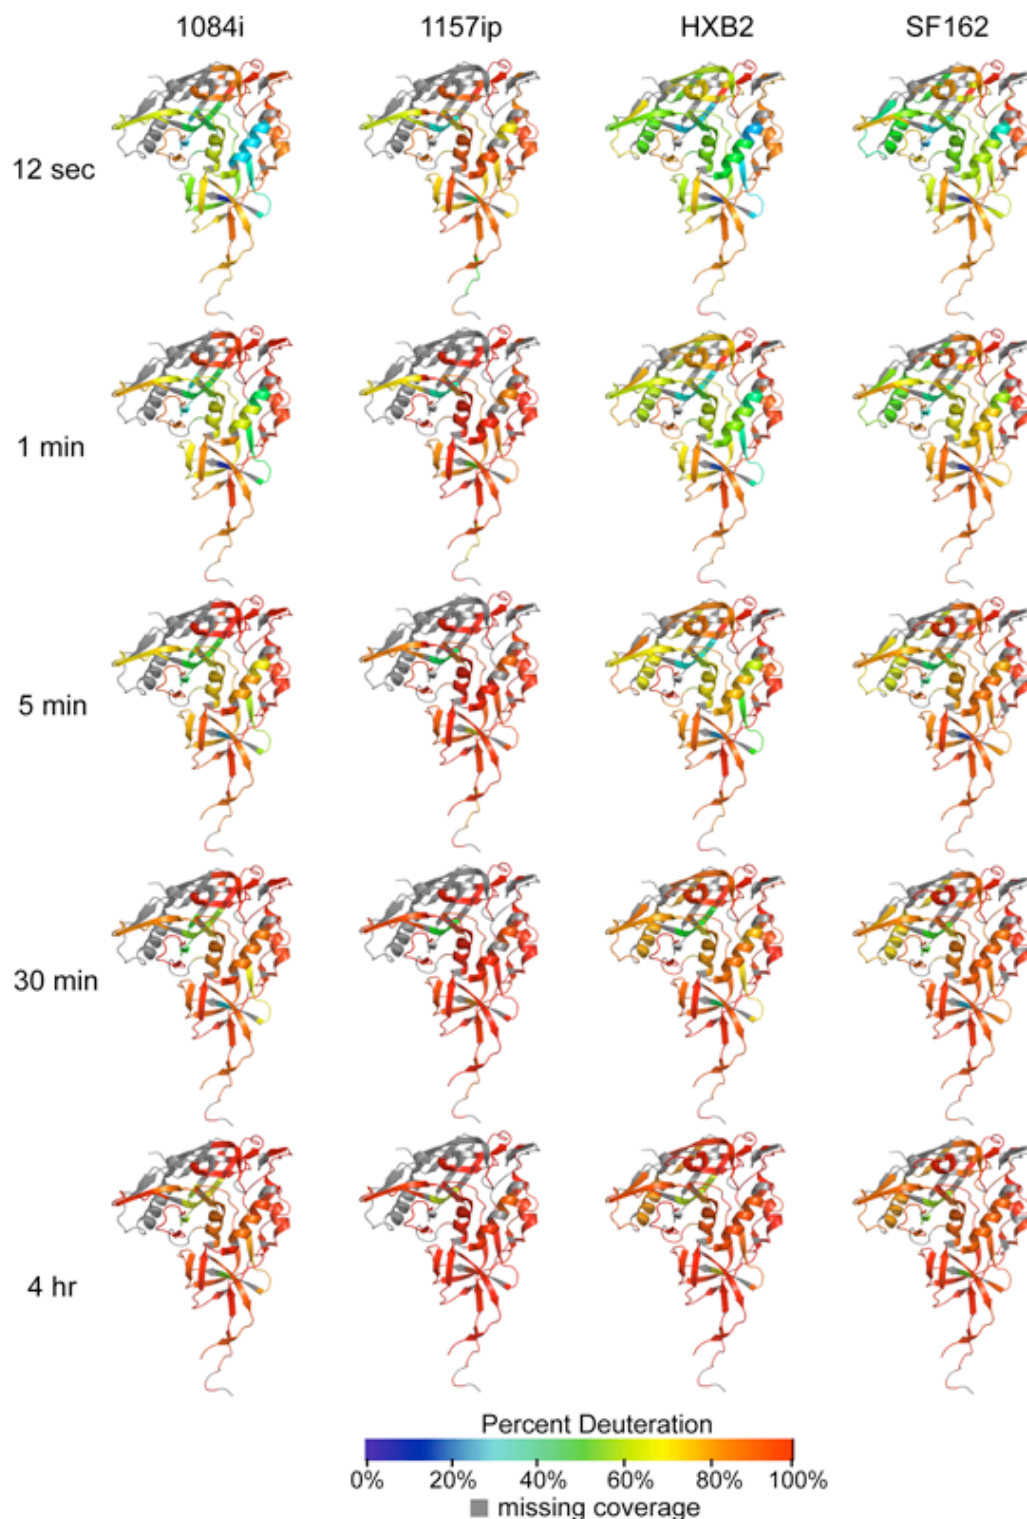 1084i 1157ip HXB2 SF162
12 sec
1 min
5 min
30 min
4 hr
Percent Deuteration
0% 20% 40% 60% 80% 100%
missing coverage